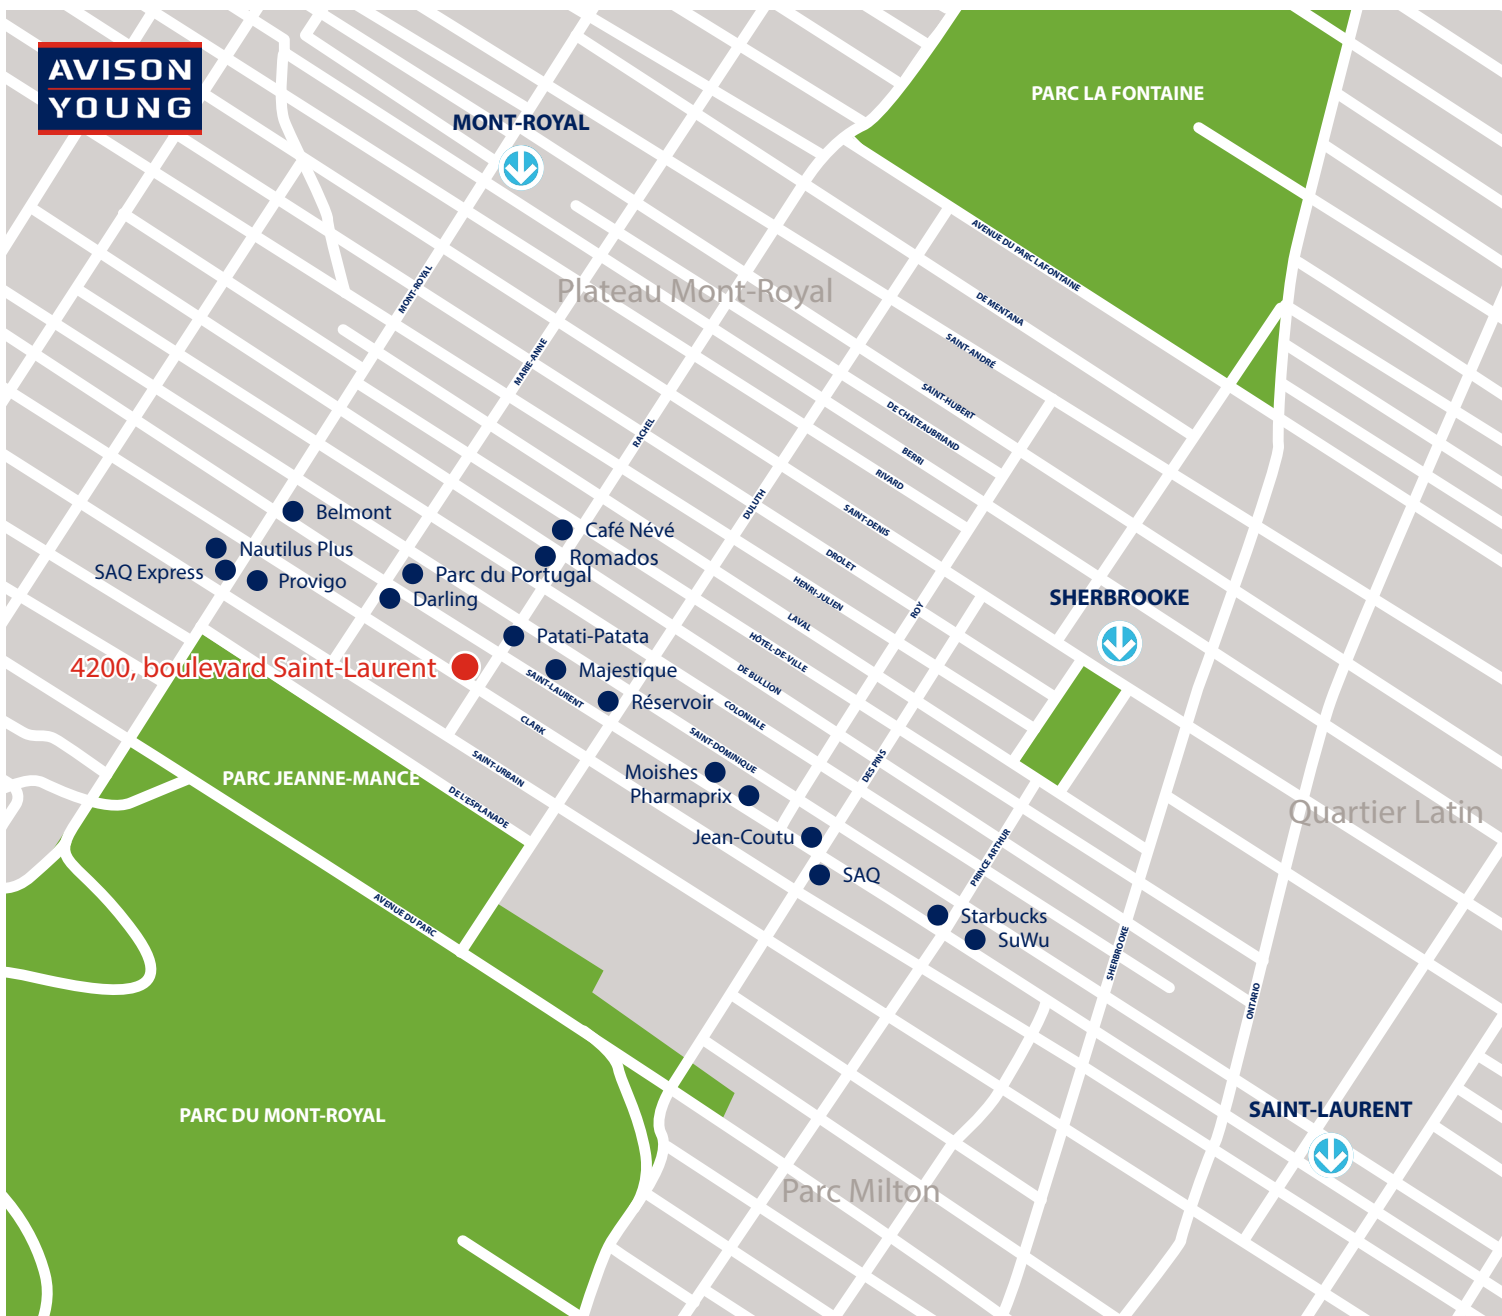 AVISON
YOUNG
PARC LA FONTAINE
MONT-ROYAL
AVENUE DU PARC LAFONTAINE
MONT-ROYAL
Plateau Mont-Royal
DE MENTANA
MARIE-ANNE
SAINT-ANDRÉ
SAINT-HUBERT
DE CHÂTEAUBRIAND
RACHEL
BERRI
RIVARD
DULUTH
SAINT-DENIS
Belmont
Café Névé
Nautilus Plus
Romados
DROLET
SAQ Express
Provigo
Parc du Portugal
HENRI-JULIEN
Darling
SHERBROOKE
ROY
LAVAL
Patati-Patata
HÔTEL-DE-VILLE
4200, boulevard Saint-Laurent
Majestique
DE BULLION
SAINT-LAURENT
Réservoir
COLONIALE
CLARK
SAINT-DOMINIQUE
SAINT-URBAIN
DES PINS
PARC JEANNE-MANCE
Moishes
Pharmaprix
DE L'ESPLANADE
Quartier Latin
Jean-Coutu
PRINCE ARTHUR
SAQ
AVENUE DU PARC
Starbucks
SuWu
SHERBROOKE
ONTARIO
PARC DU MONT-ROYAL
SAINT-LAURENT
Parc Milton